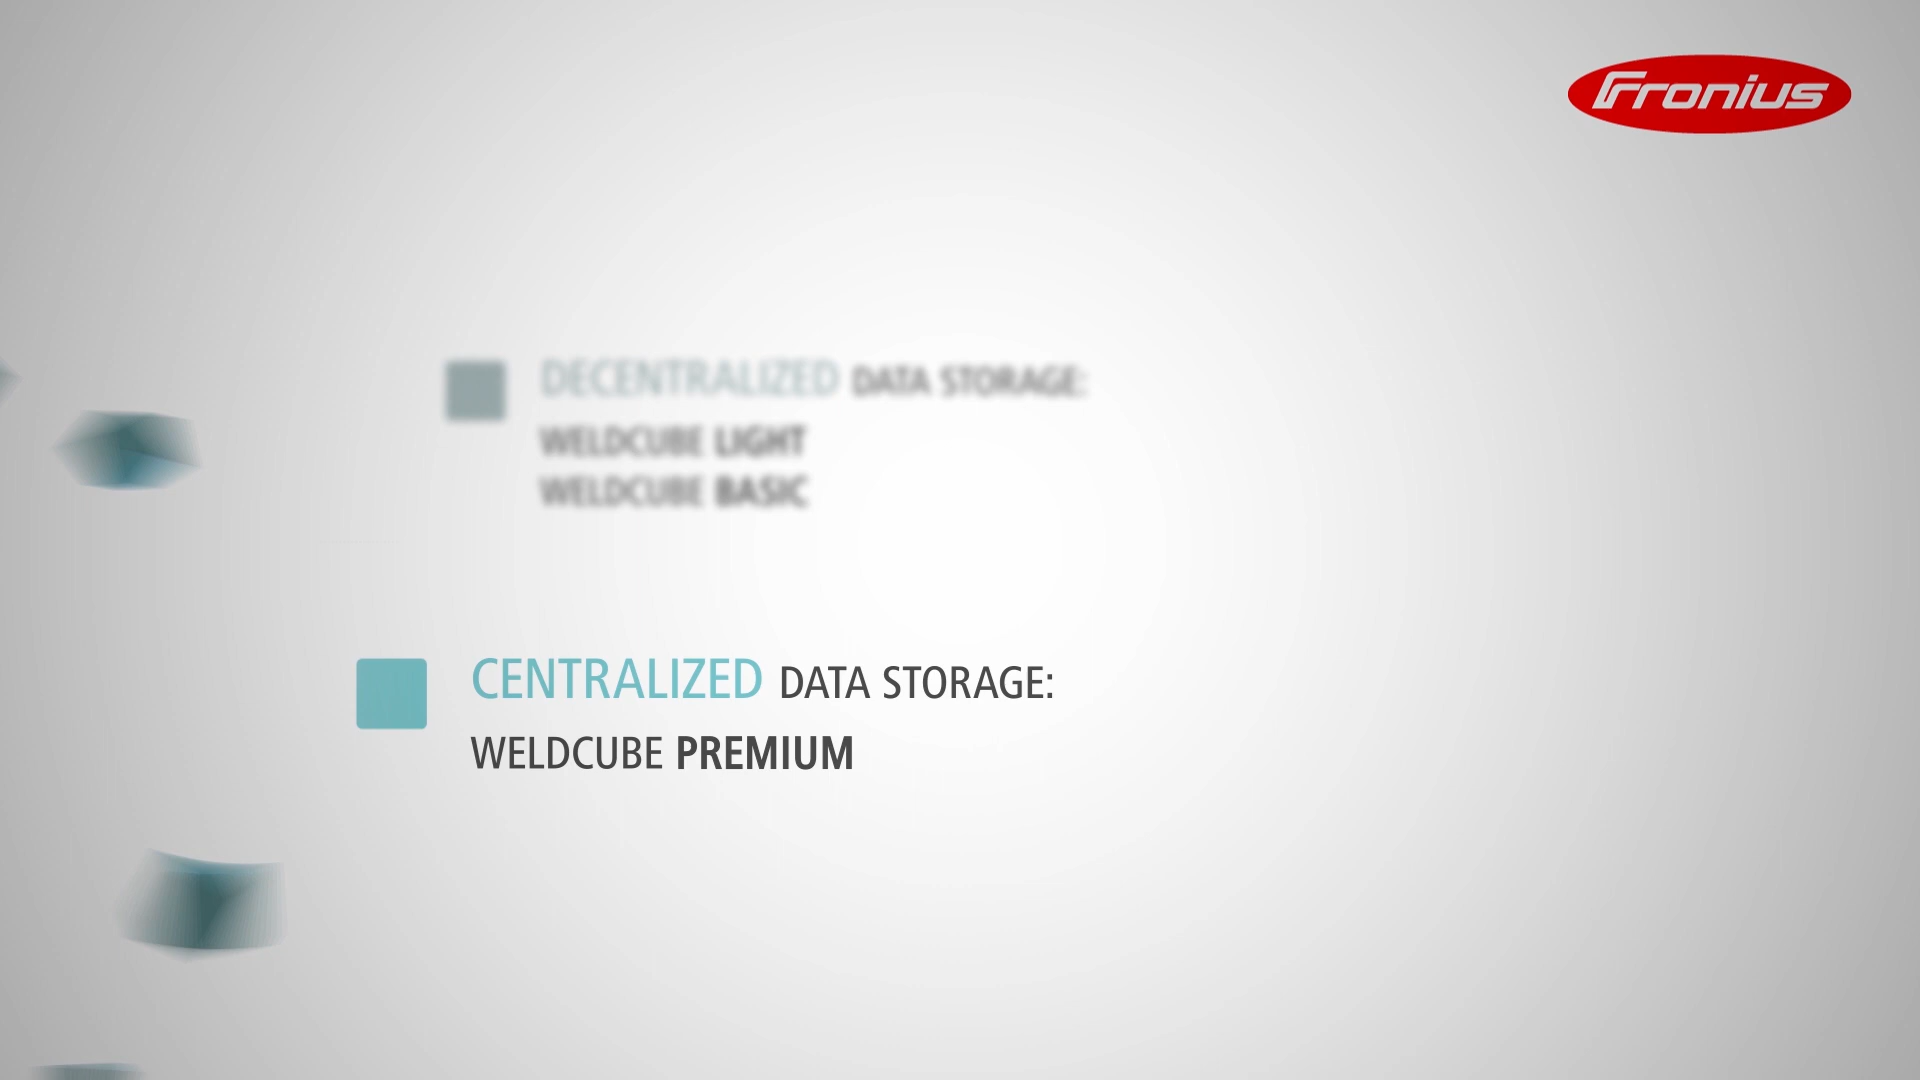 Fronius
DECENTRALIZED DATA STORAGE:
WELDCUBE LIGHT
WELDCUBE BASIC
CENTRALIZED DATA STORAGE:
WELDCUBE PREMIUM